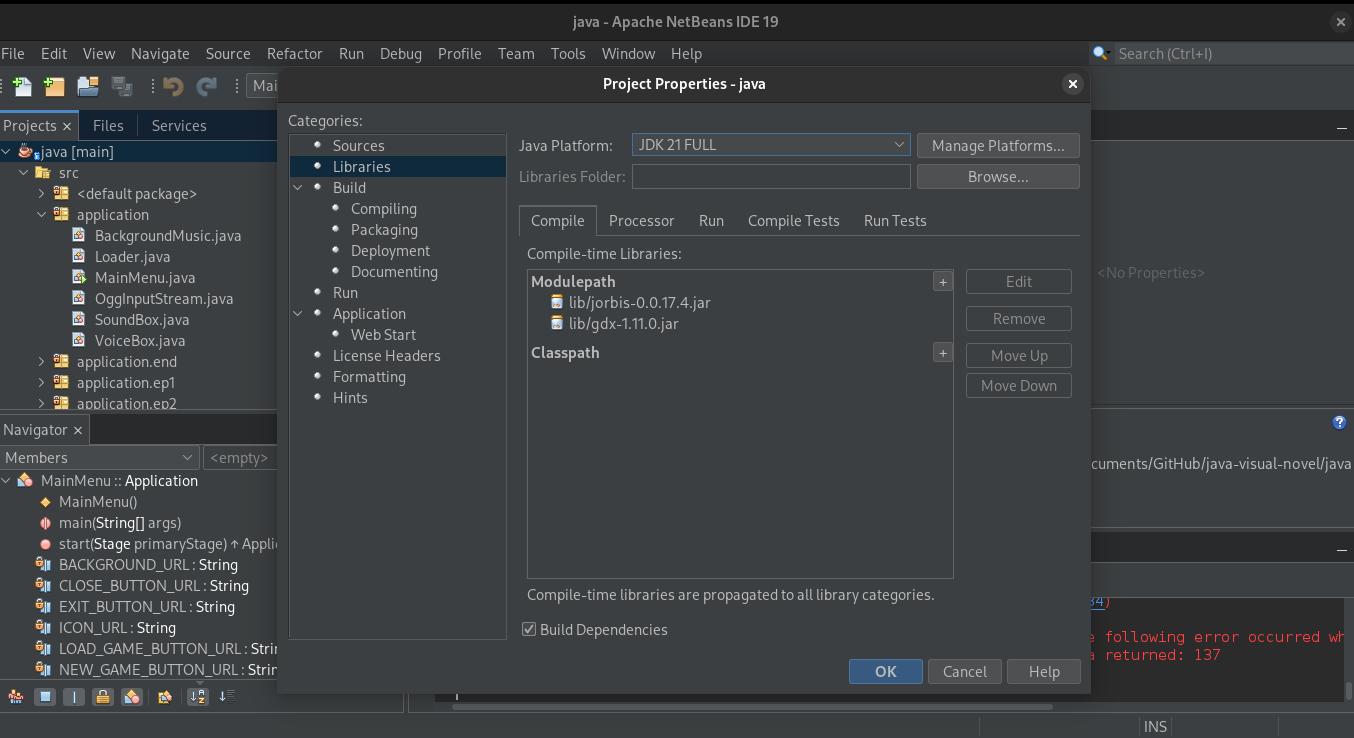 java - Apache NetBeans IDE 19
File Edit View Navigate Source Refactor Run Debug Profile Team Tools Window Help
Search (Ctrl+I)
Project Properties - java
Projects Files Services
java [main]
src
<default package>
application
BackgroundMusic.java
Loader.java
MainMenu.java
OggInputStream.java
SoundBox.java
VoiceBox.java
application.end
application.ep1
application.ep2
Navigator
Members
<empty>
MainMenu :: Application
MainMenu()
main(String[] args)
start(Stage primaryStage) ↑ Appli
BACKGROUND_URL : String
CLOSE_BUTTON_URL : String
EXIT_BUTTON_URL : String
ICON_URL : String
LOAD_GAME_BUTTON_URL : Strin
NEW_GAME_BUTTON_URL : Strin
Categories:
Sources
Libraries
Build
Compiling
Packaging
Deployment
Documenting
Run
Application
Web Start
License Headers
Formatting
Hints
Java Platform: JDK 21 FULL Manage Platforms...
Libraries Folder: Browse...
Compile Processor Run Compile Tests Run Tests
Compile-time Libraries:
Modulepath +
lib/jorbis-0.0.17.4.jar
lib/gdx-1.11.0.jar
Classpath +
Edit
Remove
Move Up
Move Down
Compile-time libraries are propagated to all library categories.
Build Dependencies
OK Cancel Help
<No Properties>
cuments/GitHub/java-visual-novel/java
34)
following error occurred wh
returned: 137
INS